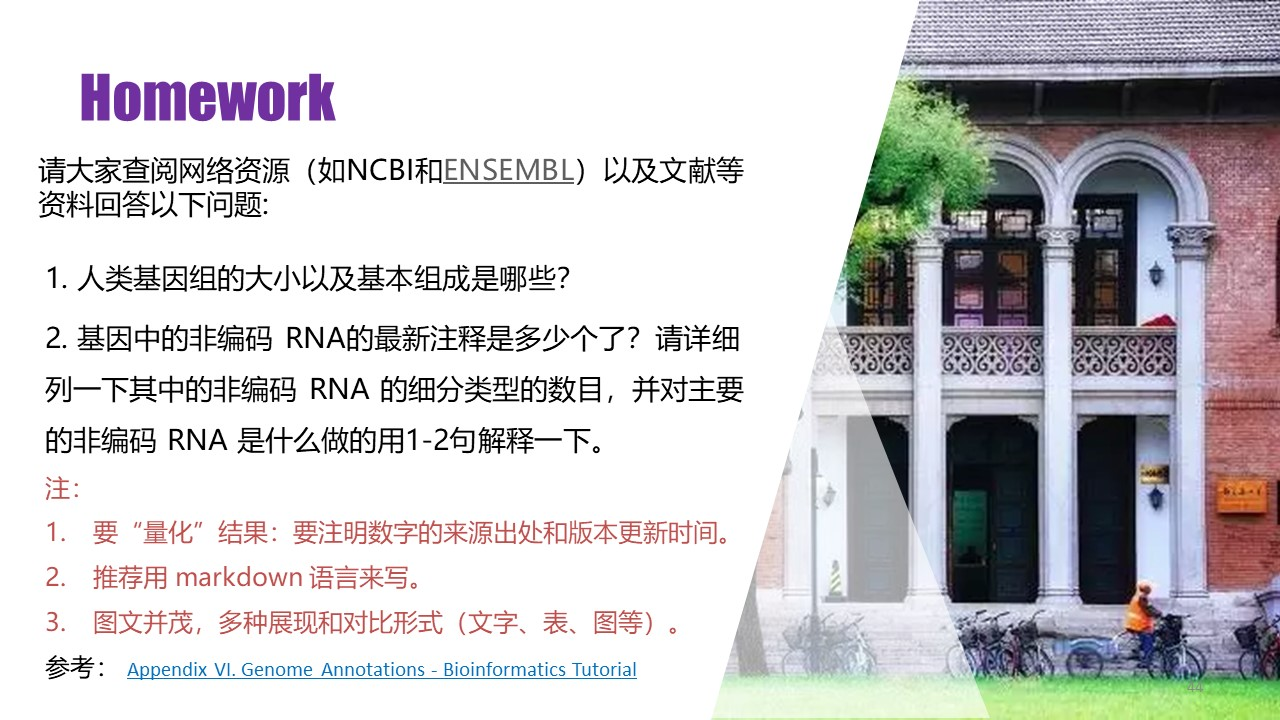 Homework
请大家查阅网络资源（如NCBI和ENSEMBL）以及文献等
资料回答以下问题:
1. 人类基因组的大小以及基本组成是哪些？
2. 基因中的非编码 RNA的最新注释是多少个了？请详细
列一下其中的非编码 RNA 的细分类型的数目，并对主要
的非编码 RNA 是什么做的用1-2句解释一下。
注：
1. 要“量化”结果：要注明数字的来源出处和版本更新时间。
2. 推荐用 markdown 语言来写。
3. 图文并茂，多种展现和对比形式（文字、表、图等）。
参考： Appendix VI. Genome Annotations - Bioinformatics Tutorial
44